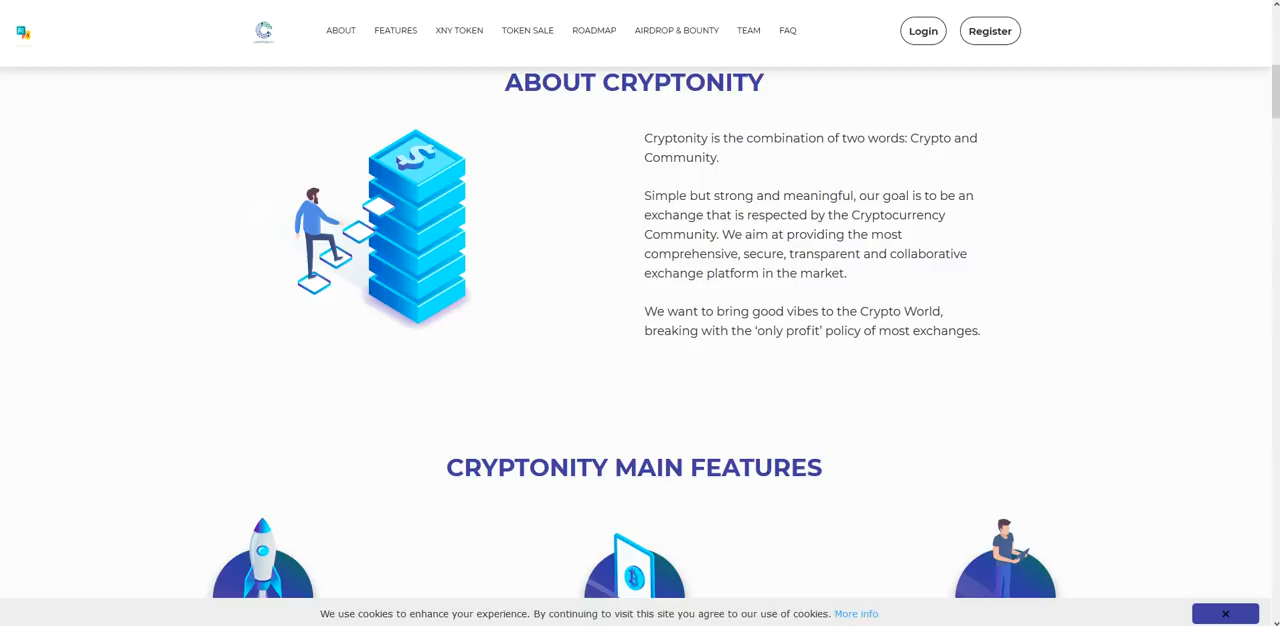 ABOUT
FEATURES
XNY TOKEN
TOKEN SALE
ROADMAP
AIRDROP & BOUNTY
TEAM
FAQ
Login
Register
ABOUT CRYPTONITY
Cryptonity is the combination of two words: Crypto and
Community.
Simple but strong and meaningful, our goal is to be an
exchange that is respected by the Cryptocurrency
Community. We aim at providing the most
comprehensive, secure, transparent and collaborative
exchange platform in the market.
We want to bring good vibes to the Crypto World,
breaking with the ‘only profit’ policy of most exchanges.
CRYPTONITY MAIN FEATURES
We use cookies to enhance your experience. By continuing to visit this site you agree to our use of cookies. More info